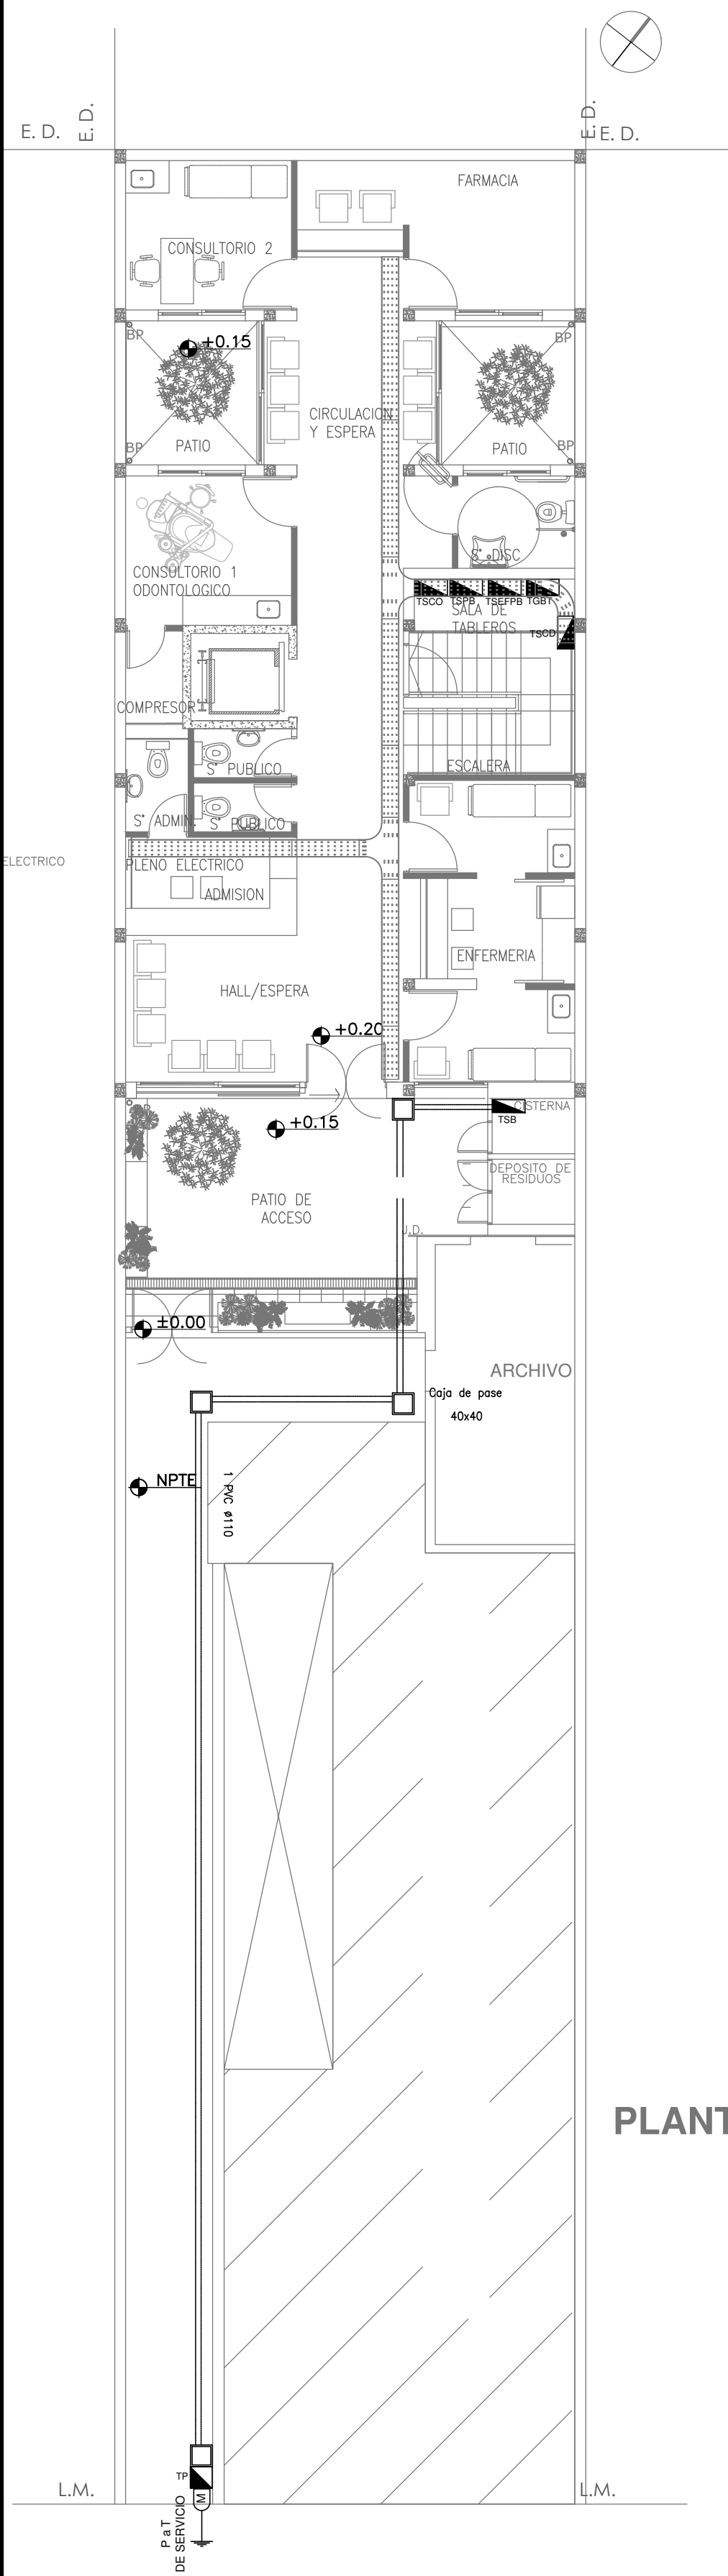 E. D.
E. D.
E. D.
E. D.
FARMACIA
CONSULTORIO 2
BP
+0.15
BP
CIRCULACION
Y ESPERA
BP
PATIO
PATIO
BP
S° DISC
CONSULTORIO 1
ODONTOLOGICO
TSCO
TSPB
TSEFPB
TGBT
SALA DE
TABLEROS
TSCD
COMPRESOR
S° PUBLICO
ESCALERA
S° ADMIN.
S° PUBLICO
ELECTRICO
PLENO ELECTRICO
ADMISION
ENFERMERIA
HALL/ESPERA
+0.20
CISTERNA
TSB
+0.15
DEPOSITO DE
RESIDUOS
PATIO DE
ACCESO
J.D.
±0.00
ARCHIVO
Caja de pase
40x40
NPTE
1 PVC ø110
PLANT
TP
M
L.M.
L.M.
P a T
DE SERVICIO